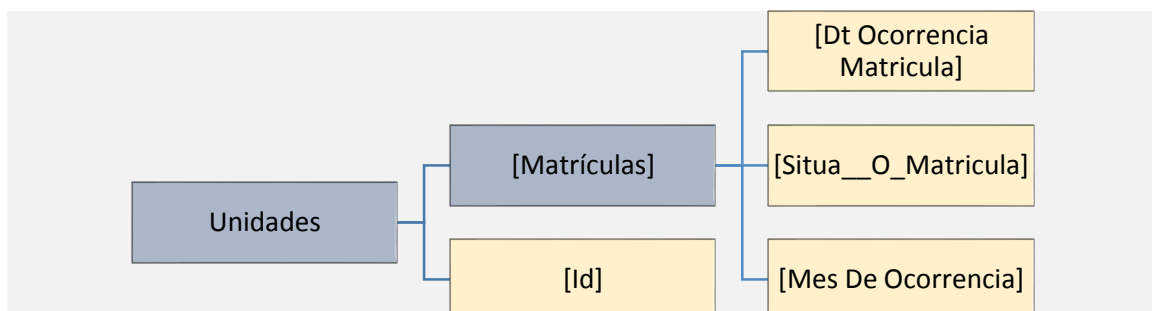 [Dt Ocorrencia
Matricula]
[Matrículas]
[Situa__O_Matricula]
Unidades
[Id]
[Mes De Ocorrencia]